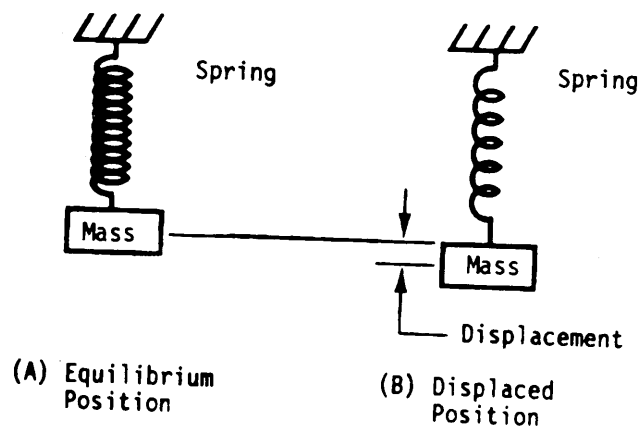 Spring
Spring
Mass
Mass
Displacement
(A) Equilibrium
Position
(B) Displaced
Position